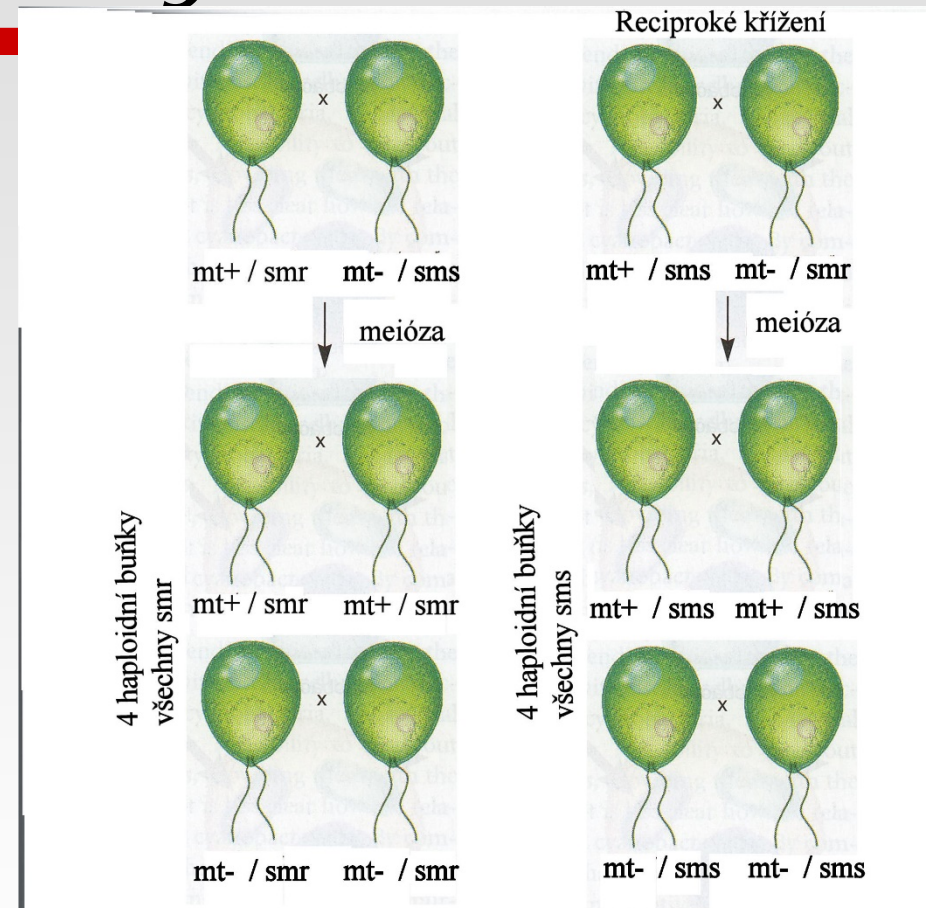 Reciproké křížení
x
mt+ / smr mt- / sms
meióza
4 haploidní buňky
všechny smr
x
mt+ / smr mt+ / smr
x
mt- / smr mt- / smr
x
mt+ / sms mt- / smr
meióza
4 haploidní buňky
všechny sms
x
mt+ / sms mt+ / sms
x
mt- / sms mt- / sms